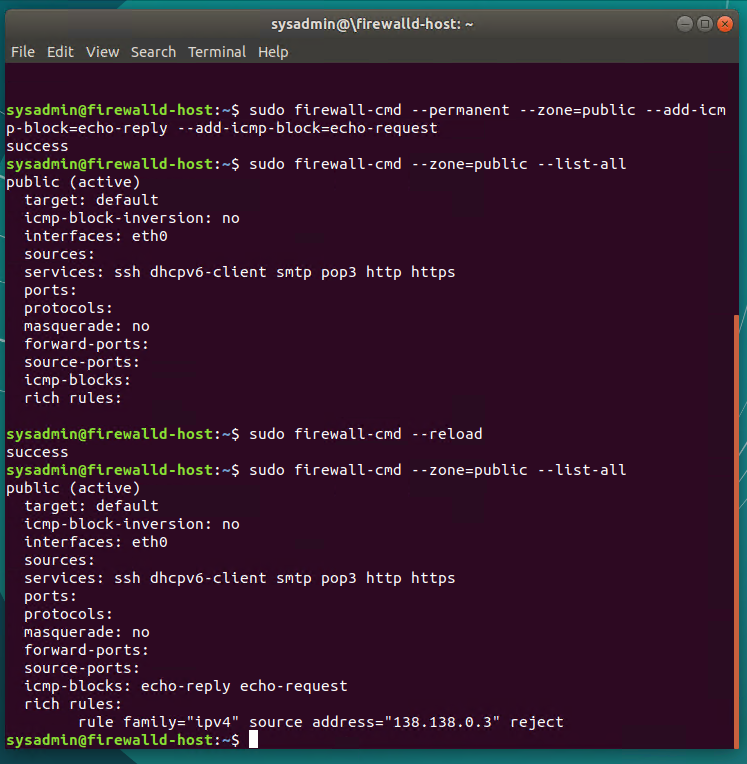 sysadmin@\firewalld-host: ~
File Edit View Search Terminal Help
sysadmin@firewalld-host:~$ sudo firewall-cmd --permanent --zone=public --add-icm
p-block=echo-reply --add-icmp-block=echo-request
success
sysadmin@firewalld-host:~$ sudo firewall-cmd --zone=public --list-all
public (active)
  target: default
  icmp-block-inversion: no
  interfaces: eth0
  sources:
  services: ssh dhcpv6-client smtp pop3 http https
  ports:
  protocols:
  masquerade: no
  forward-ports:
  source-ports:
  icmp-blocks:
  rich rules:
sysadmin@firewalld-host:~$ sudo firewall-cmd --reload
success
sysadmin@firewalld-host:~$ sudo firewall-cmd --zone=public --list-all
public (active)
  target: default
  icmp-block-inversion: no
  interfaces: eth0
  sources:
  services: ssh dhcpv6-client smtp pop3 http https
  ports:
  protocols:
  masquerade: no
  forward-ports:
  source-ports:
  icmp-blocks: echo-reply echo-request
  rich rules:
        rule family="ipv4" source address="138.138.0.3" reject
sysadmin@firewalld-host:~$